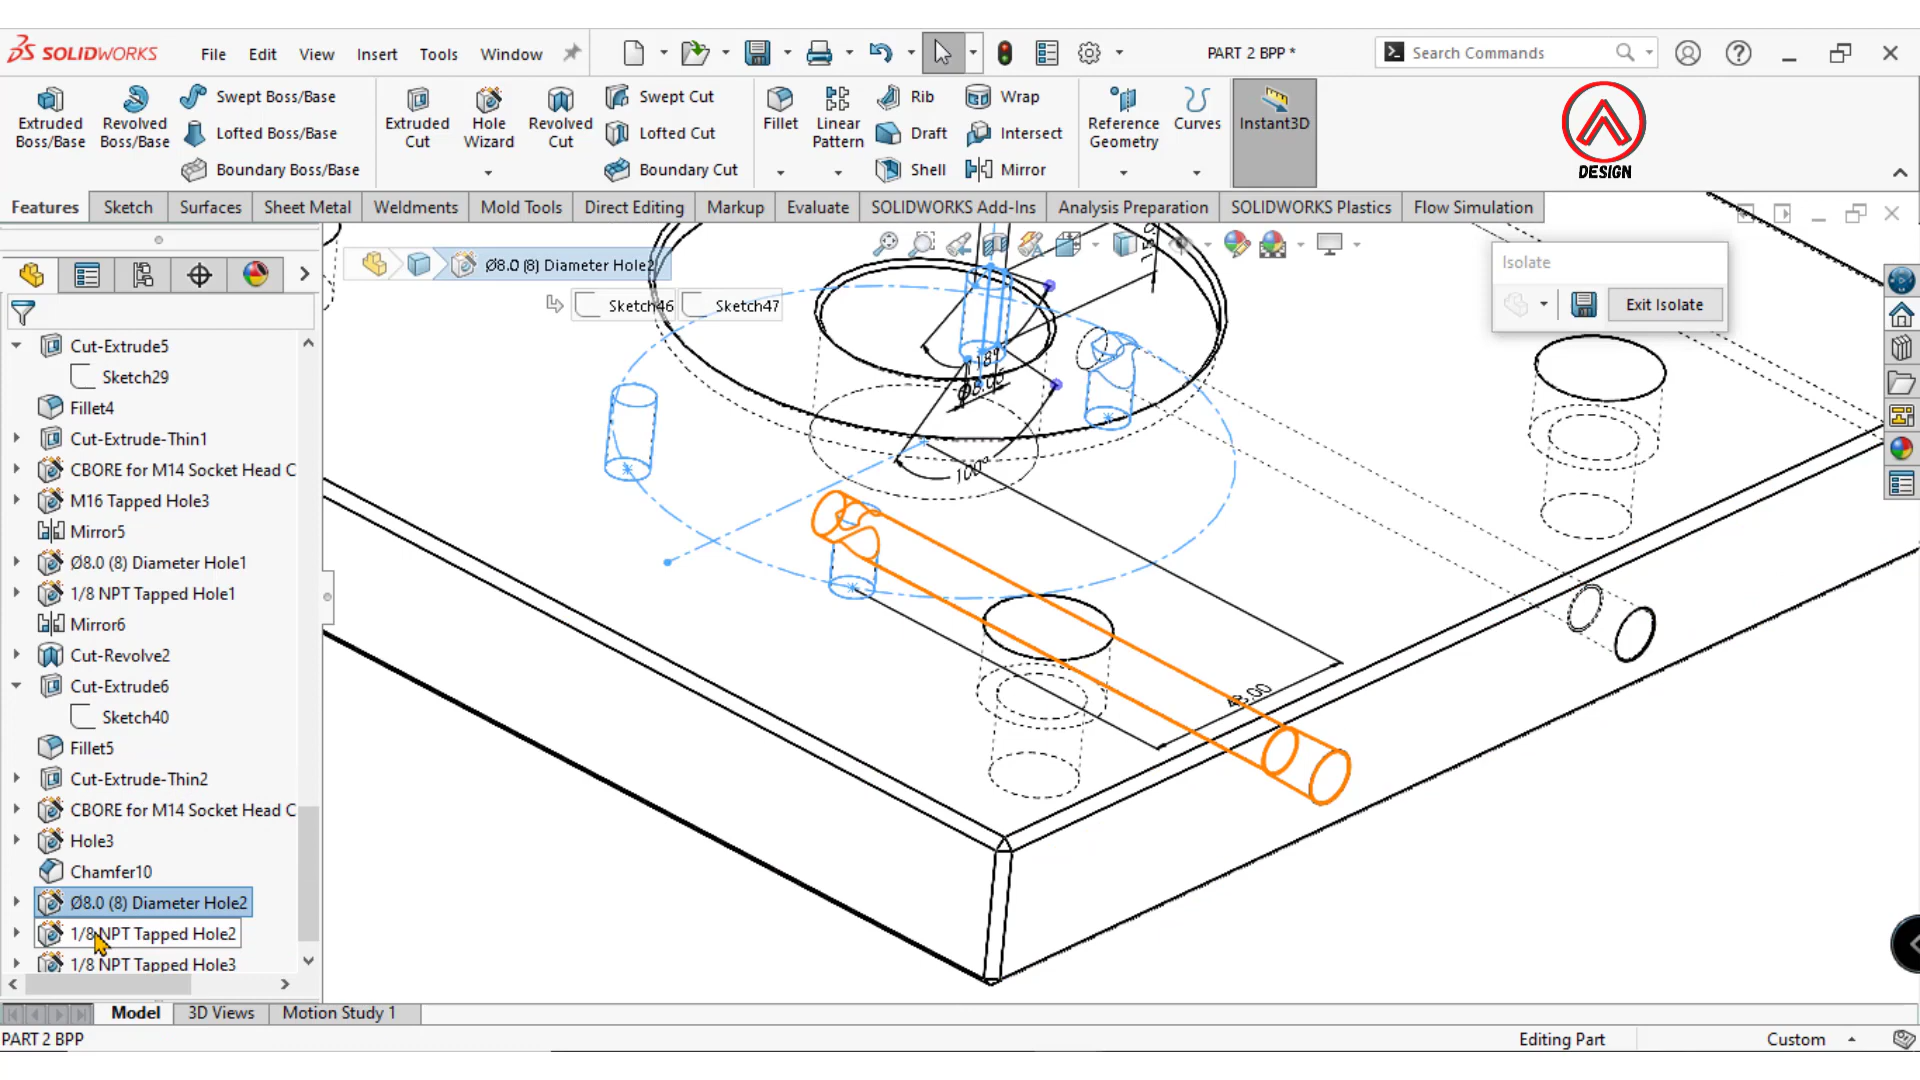 SOLIDWORKS
File Edit View Insert Tools Window
PART 2 BPP *
Search Commands
Extruded Boss/Base
Revolved Boss/Base
Swept Boss/Base
Lofted Boss/Base
Boundary Boss/Base
Extruded Cut
Hole Wizard
Revolved Cut
Swept Cut
Lofted Cut
Boundary Cut
Fillet
Linear Pattern
Rib
Draft
Shell
Wrap
Intersect
Mirror
Reference Geometry
Curves
Instant3D
DESIGN
Features Sketch Surfaces Sheet Metal Weldments Mold Tools Direct Editing Markup Evaluate SOLIDWORKS Add-Ins Analysis Preparation SOLIDWORKS Plastics Flow Simulation
Ø8.0 (8) Diameter Hole2
Sketch46 Sketch47
Isolate
Exit Isolate
Cut-Extrude5
Sketch29
Fillet4
Cut-Extrude-Thin1
CBORE for M14 Socket Head C
M16 Tapped Hole3
Mirror5
Ø8.0 (8) Diameter Hole1
1/8 NPT Tapped Hole1
Mirror6
Cut-Revolve2
Cut-Extrude6
Sketch40
Fillet5
Cut-Extrude-Thin2
CBORE for M14 Socket Head C
Hole3
Chamfer10
Ø8.0 (8) Diameter Hole2
1/8 NPT Tapped Hole2
1/8 NPT Tapped Hole3
100°
Model 3D Views Motion Study 1
PART 2 BPP
Editing Part
Custom